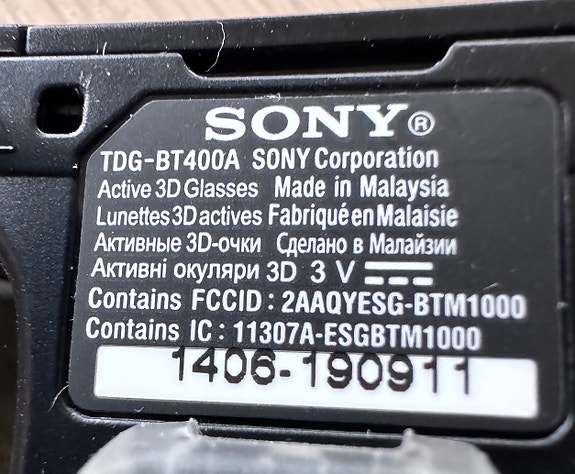 SONY®
TDG-BT400A SONY Corporation
Active 3D Glasses Made in Malaysia
Lunettes 3D actives Fabriqué en Malaisie
Активные 3D-очки Сделано в Малайзии
Активні окуляри 3D 3 V ⎓
Contains FCCID : 2AAQYESG-BTM1000
Contains IC : 11307A-ESGBTM1000
1406-190911